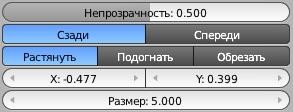 Непрозрачность: 0.500
Сзади Спереди
Растянуть Подогнать Обрезать
X: -0.477 Y: 0.399
Размер: 5.000